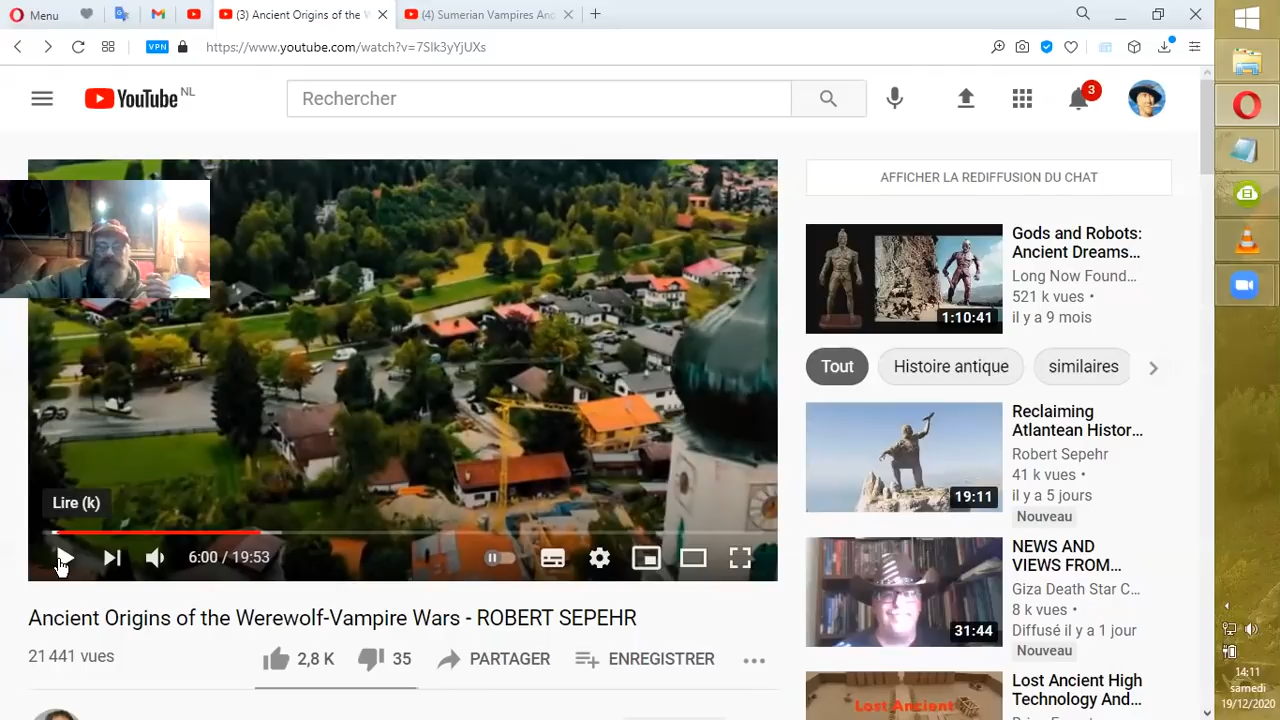 Menu
(3) Ancient Origins of the W
(4) Sumerian Vampires And
VPN
https://www.youtube.com/watch?v=7SIk3yYjUXs
YouTube NL
Rechercher
3
AFFICHER LA REDIFFUSION DU CHAT
Gods and Robots:
Ancient Dreams...
Long Now Found...
521 k vues •
il y a 9 mois
1:10:41
Tout
Histoire antique
similaires
Reclaiming
Atlantean Histor...
Robert Sepehr
41 k vues •
il y a 5 jours
Nouveau
19:11
NEWS AND
VIEWS FROM...
Giza Death Star C...
8 k vues •
Diffusé il y a 1 jour
Nouveau
31:44
Lost Ancient High
Technology And...
Lost Ancient
Lire (k)
6:00 / 19:53
Ancient Origins of the Werewolf-Vampire Wars - ROBERT SEPEHR
21 441 vues
2,8 K
35
PARTAGER
ENREGISTRER
14:11
samedi
19/12/2020